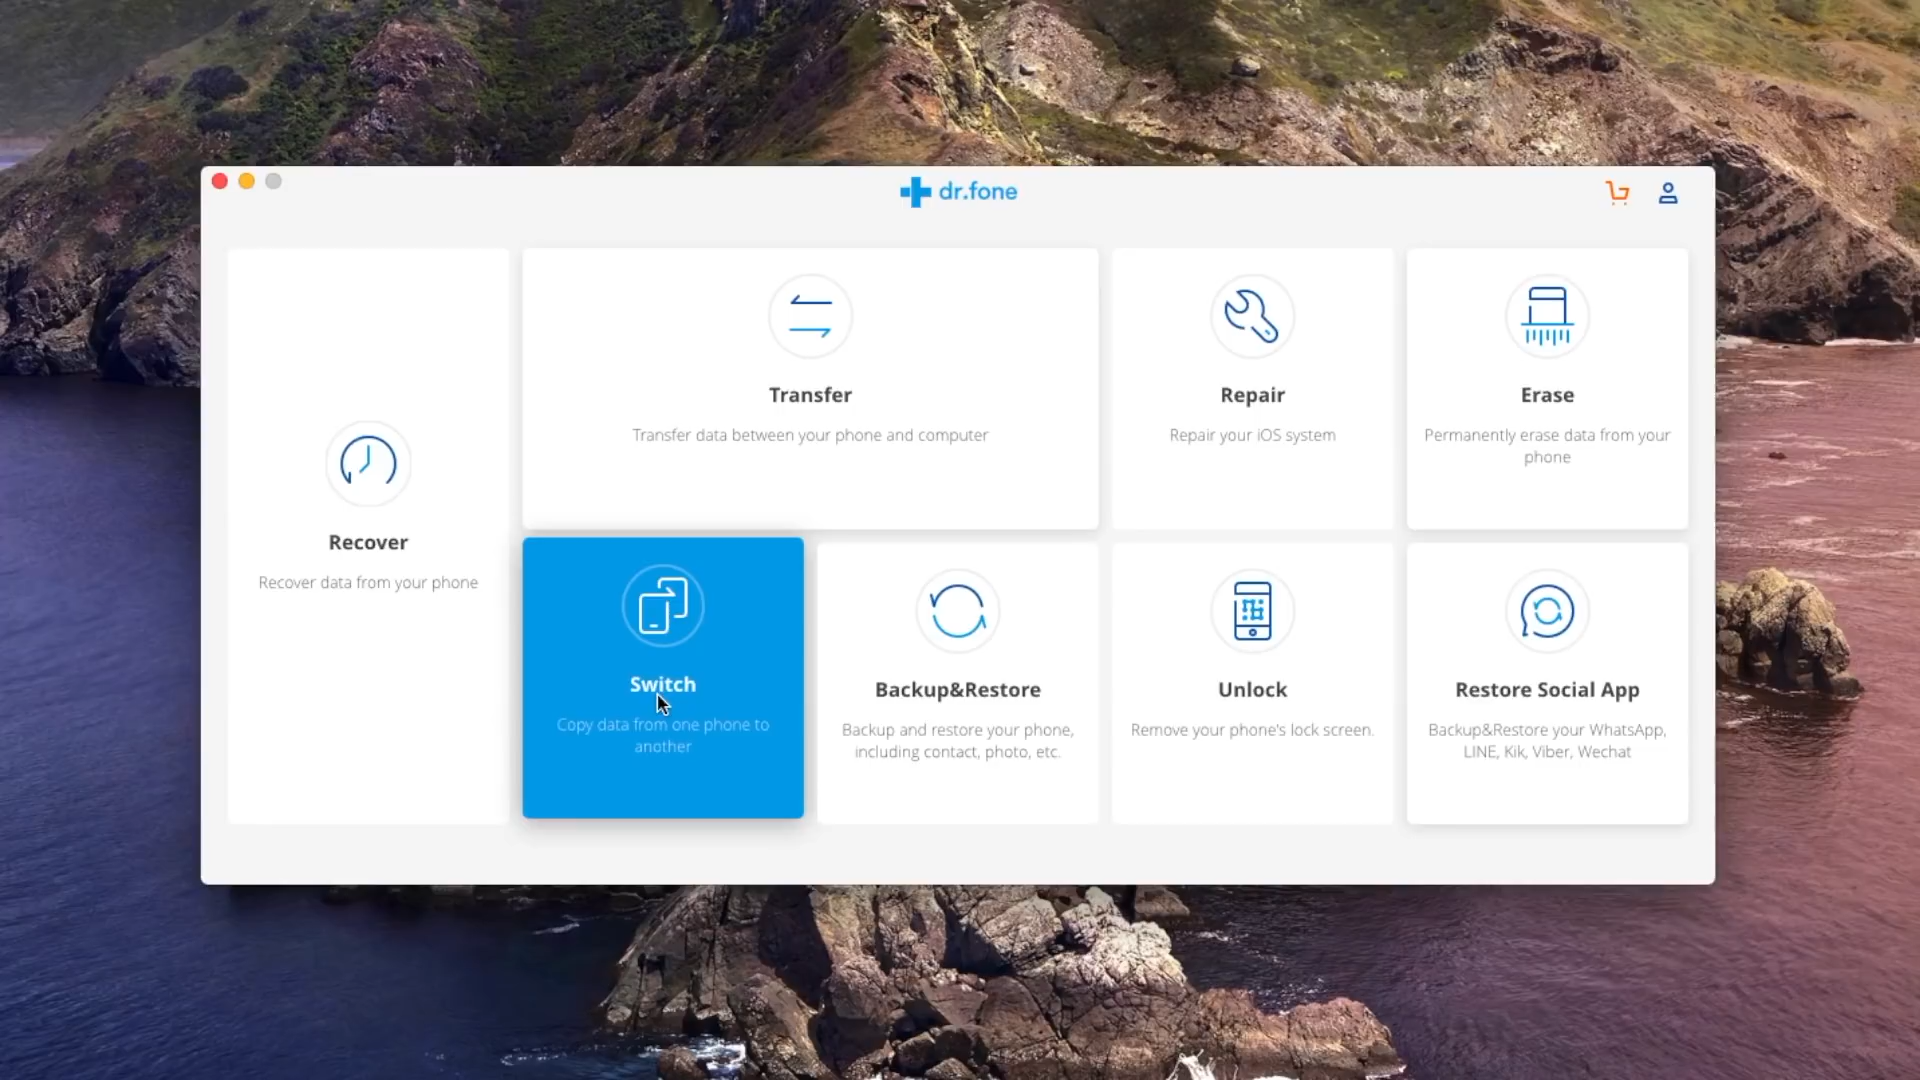 dr.fone
Recover
Recover data from your phone
Transfer
Transfer data between your phone and computer
Repair
Repair your iOS system
Erase
Permanently erase data from your
phone
Switch
Copy data from one phone to
another
Backup&Restore
Backup and restore your phone,
including contact, photo, etc.
Unlock
Remove your phone's lock screen.
Restore Social App
Backup&Restore your WhatsApp,
LINE, Kik, Viber, Wechat